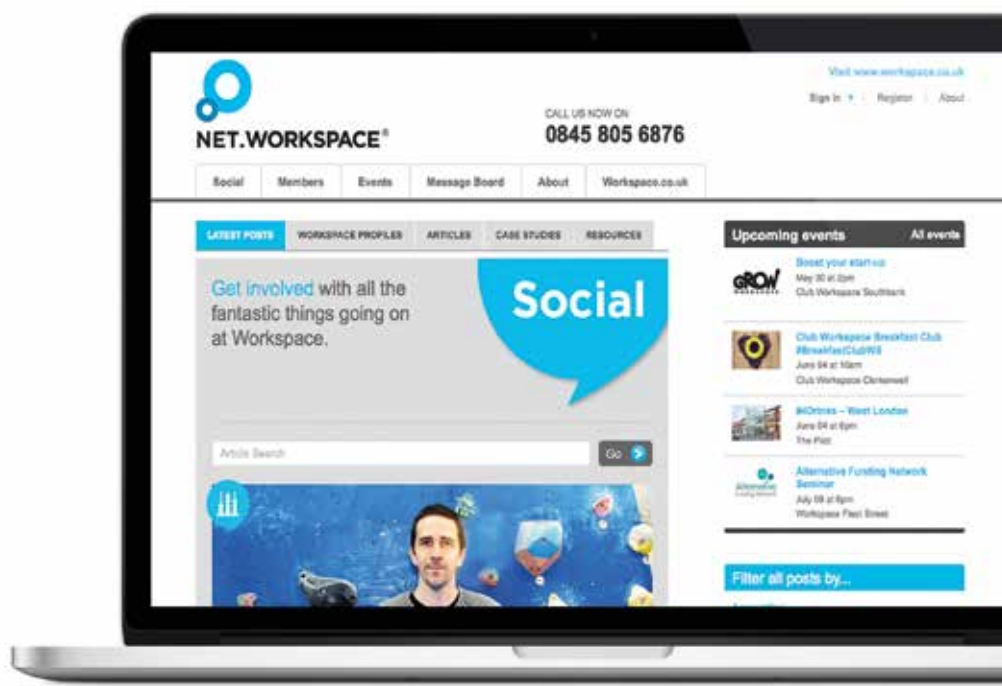 Visit www.workspace.co.uk
Sign in
Register
About
NET.WORKSPACE®
CALL US NOW ON
0845 805 6876
Social
Members
Events
Message Board
About
Workspace.co.uk
LATEST POSTS
WORKSPACE PROFILES
ARTICLES
CASE STUDIES
RESOURCES
Get involved with all the
fantastic things going on
at Workspace.
Social
Article Search
Go
Upcoming events
All events
GROW
Boost your start-up
May 30 at 2pm
Club Workspace Southbank
Club Workspace Breakfast Club
#BreakfastClubWS
June 04 at 10am
Club Workspace Clerkenwell
West London
June 04 at 6pm
The Pilot
Alternative
Funding Network
Alternative Funding Network
Seminar
July 09 at 6pm
Workspace Fleet Street
Filter all posts by...